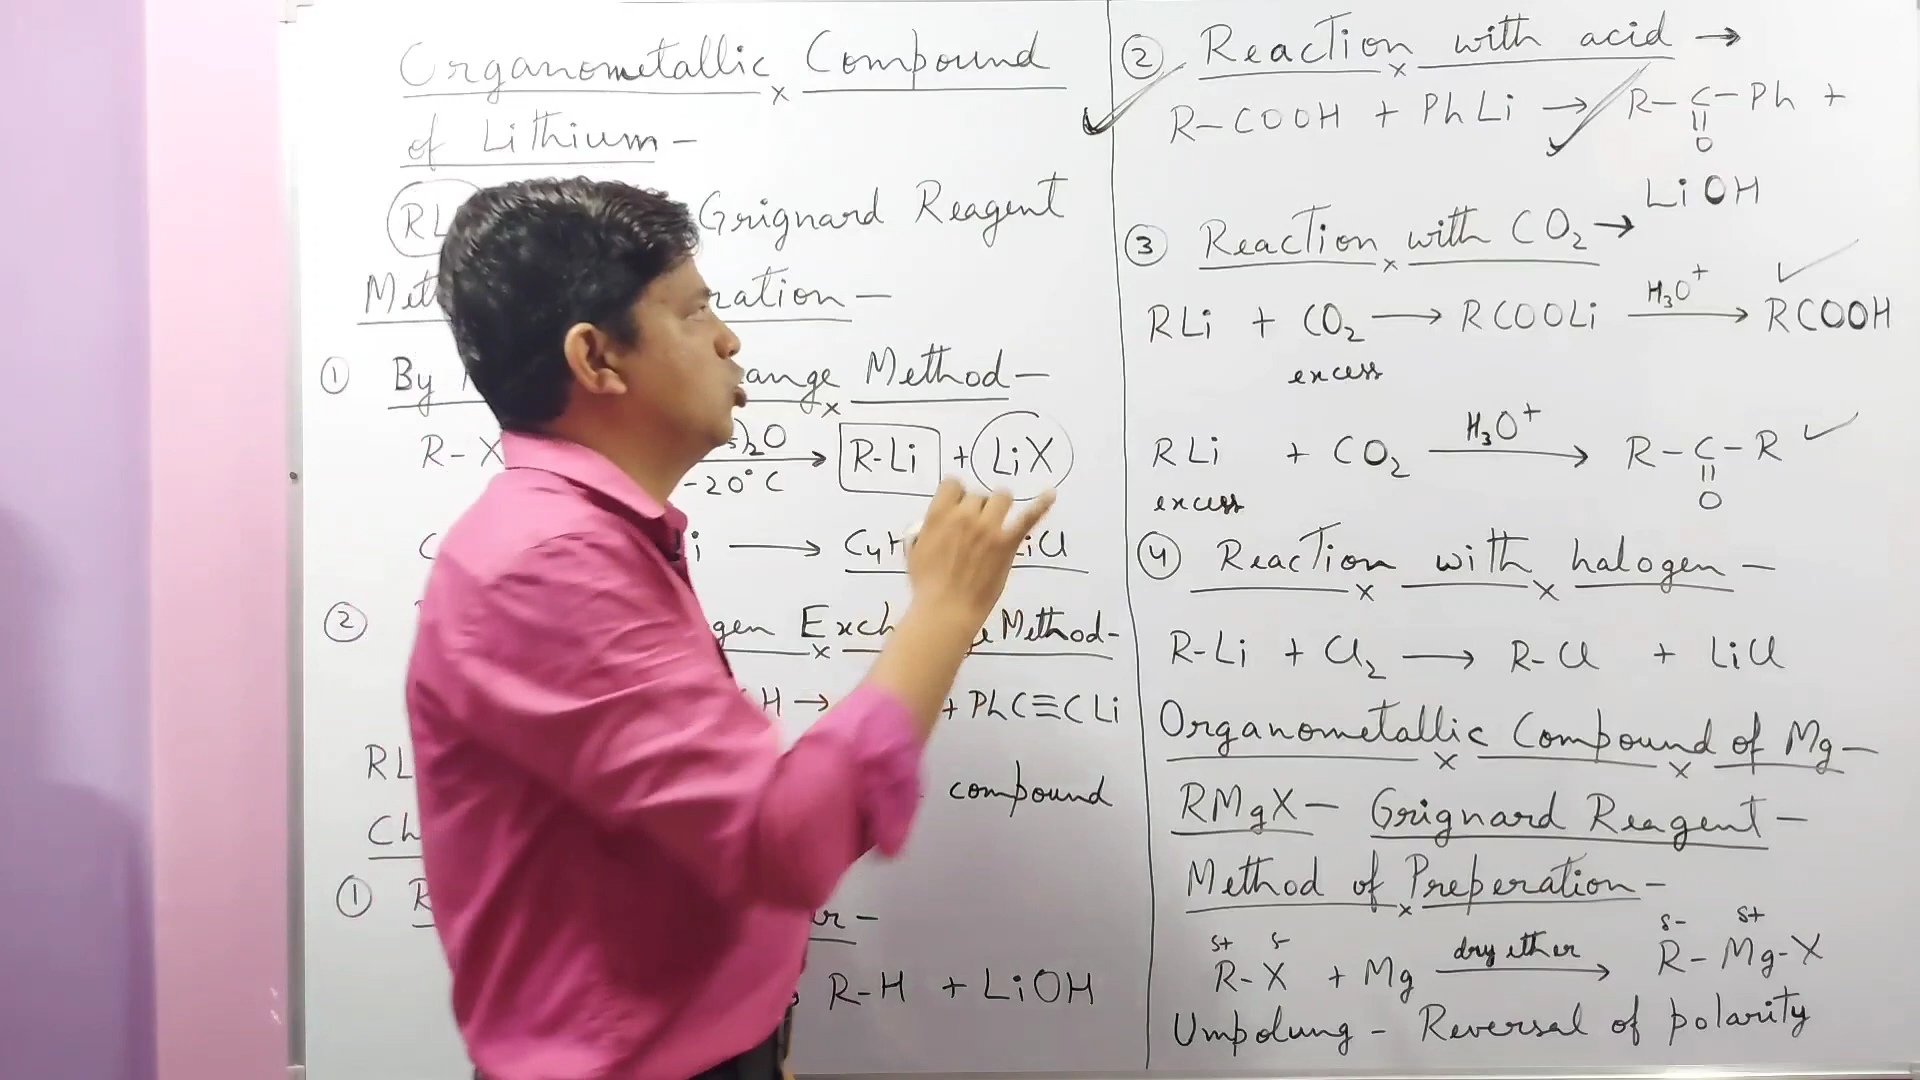 Organometallic Compound
of Lithium -
RL Grignard Reagent
Met ration -
① By ange Method -
R-X )₂O -20°C → R-Li + LiX
C i ⟶ C₄H iCl
② gen Exch e Method -
H → + PhC≡CLi
RL compound
Ch
① R r -
R-H + LiOH
② Reaction with acid →
R-COOH + PhLi → R-C-Ph +
||
O
LiOH
③ Reaction with CO₂ →
RLi + CO₂ ⟶ RCOOLi H₃O⁺ ⟶ RCOOH
excess
RLi + CO₂ H₃O⁺ ⟶ R-C-R
excess || O
④ Reaction with halogen -
R-Li + Cl₂ ⟶ R-Cl + LiCl
Organometallic Compound of Mg -
RMgX - Grignard Reagent -
Method of Preperation -
δ+ δ- δ- δ+
R-X + Mg dry ether ⟶ R-Mg-X
Umpolung - Reversal of polarity